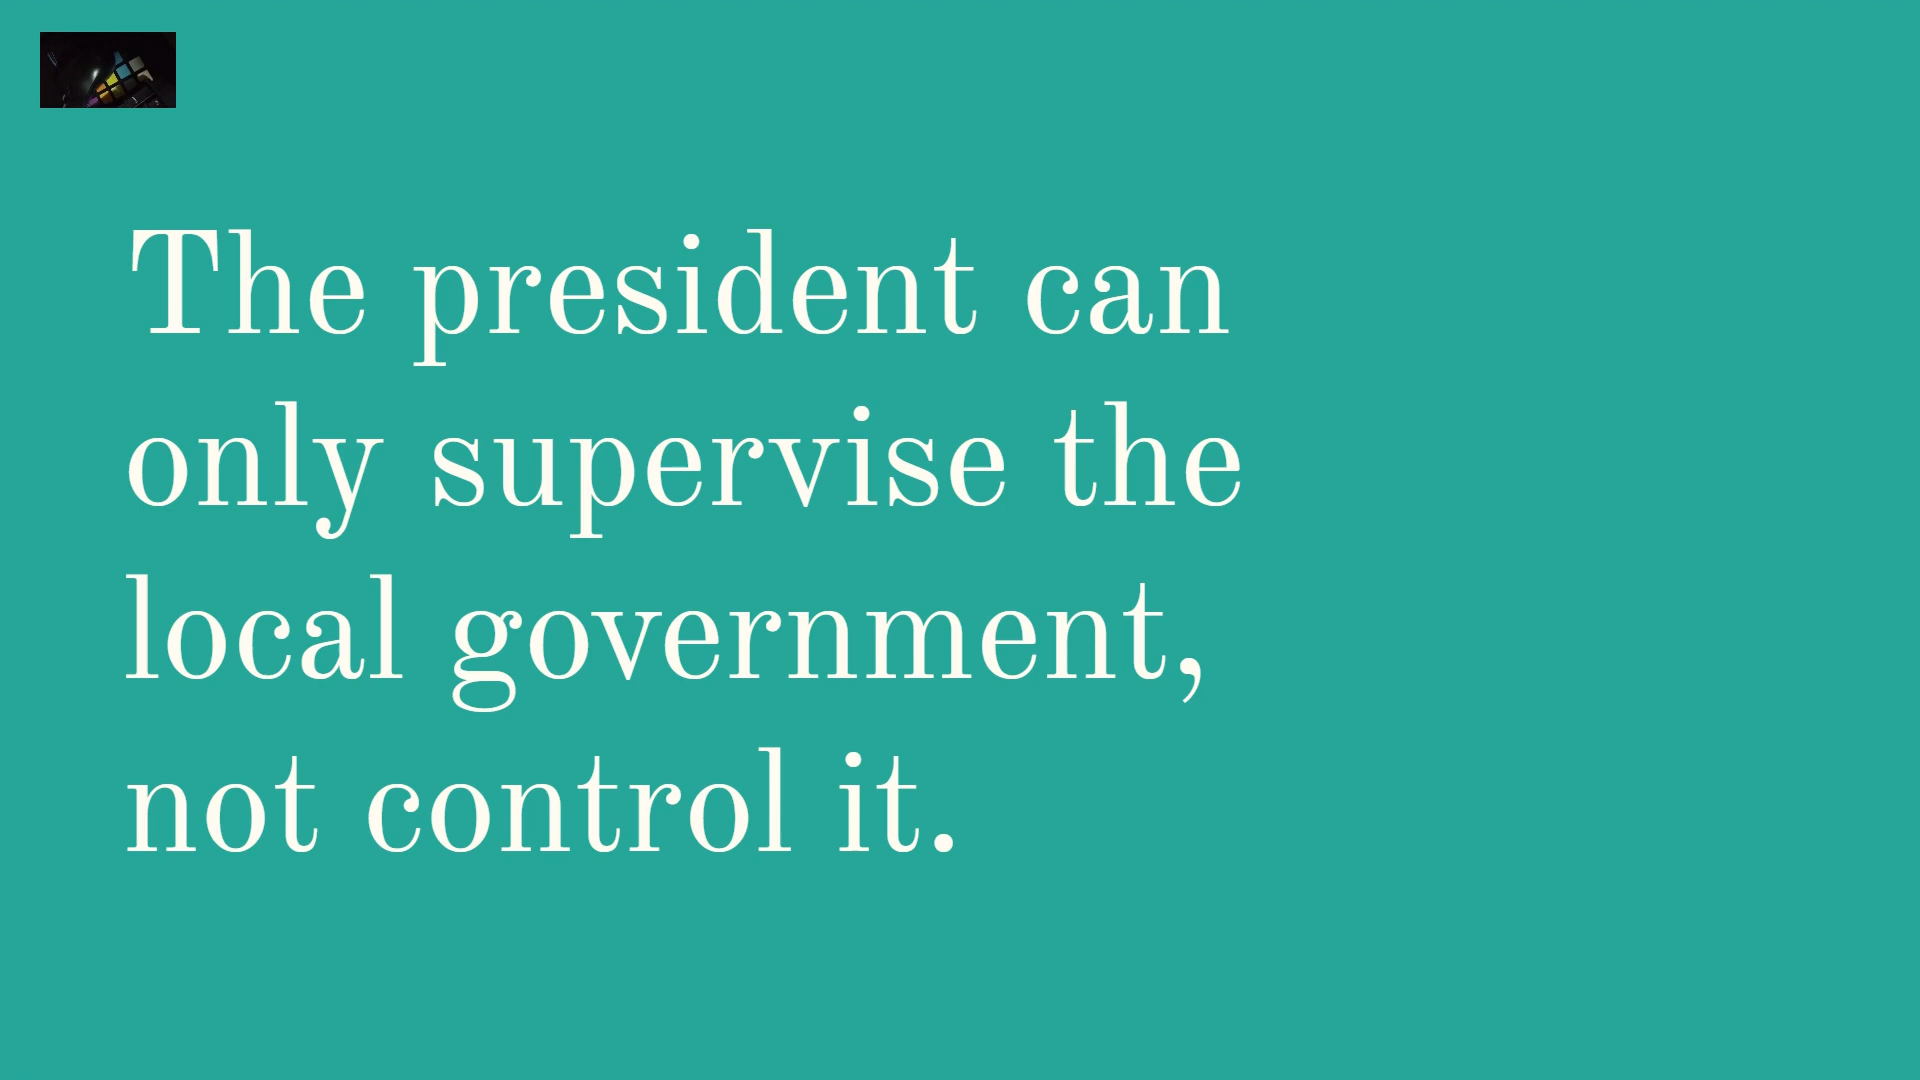 The president can
only supervise the
local government,
not control it.